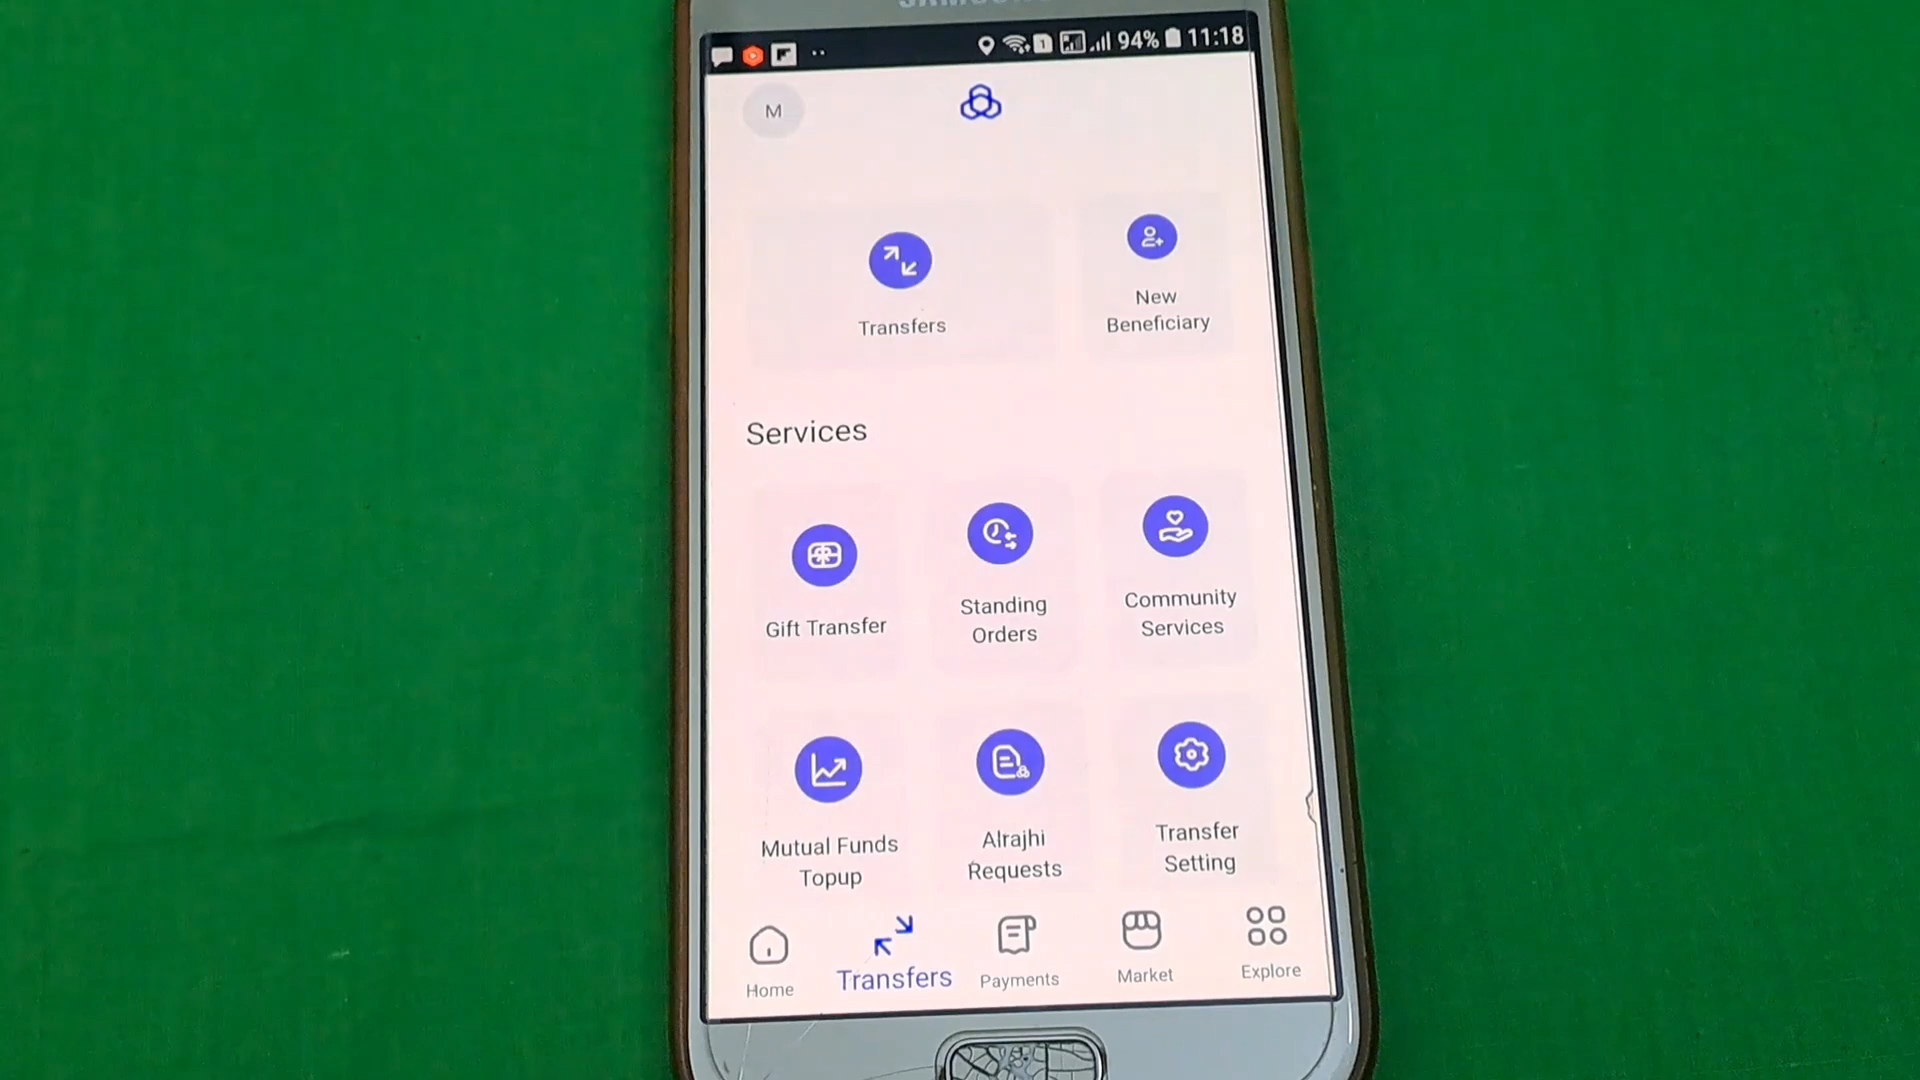 94% 11:18
M
Transfers
New
Beneficiary
Services
Gift Transfer
Standing
Orders
Community
Services
Mutual Funds
Topup
Alrajhi
Requests
Transfer
Setting
Home
Transfers
Payments
Market
Explore